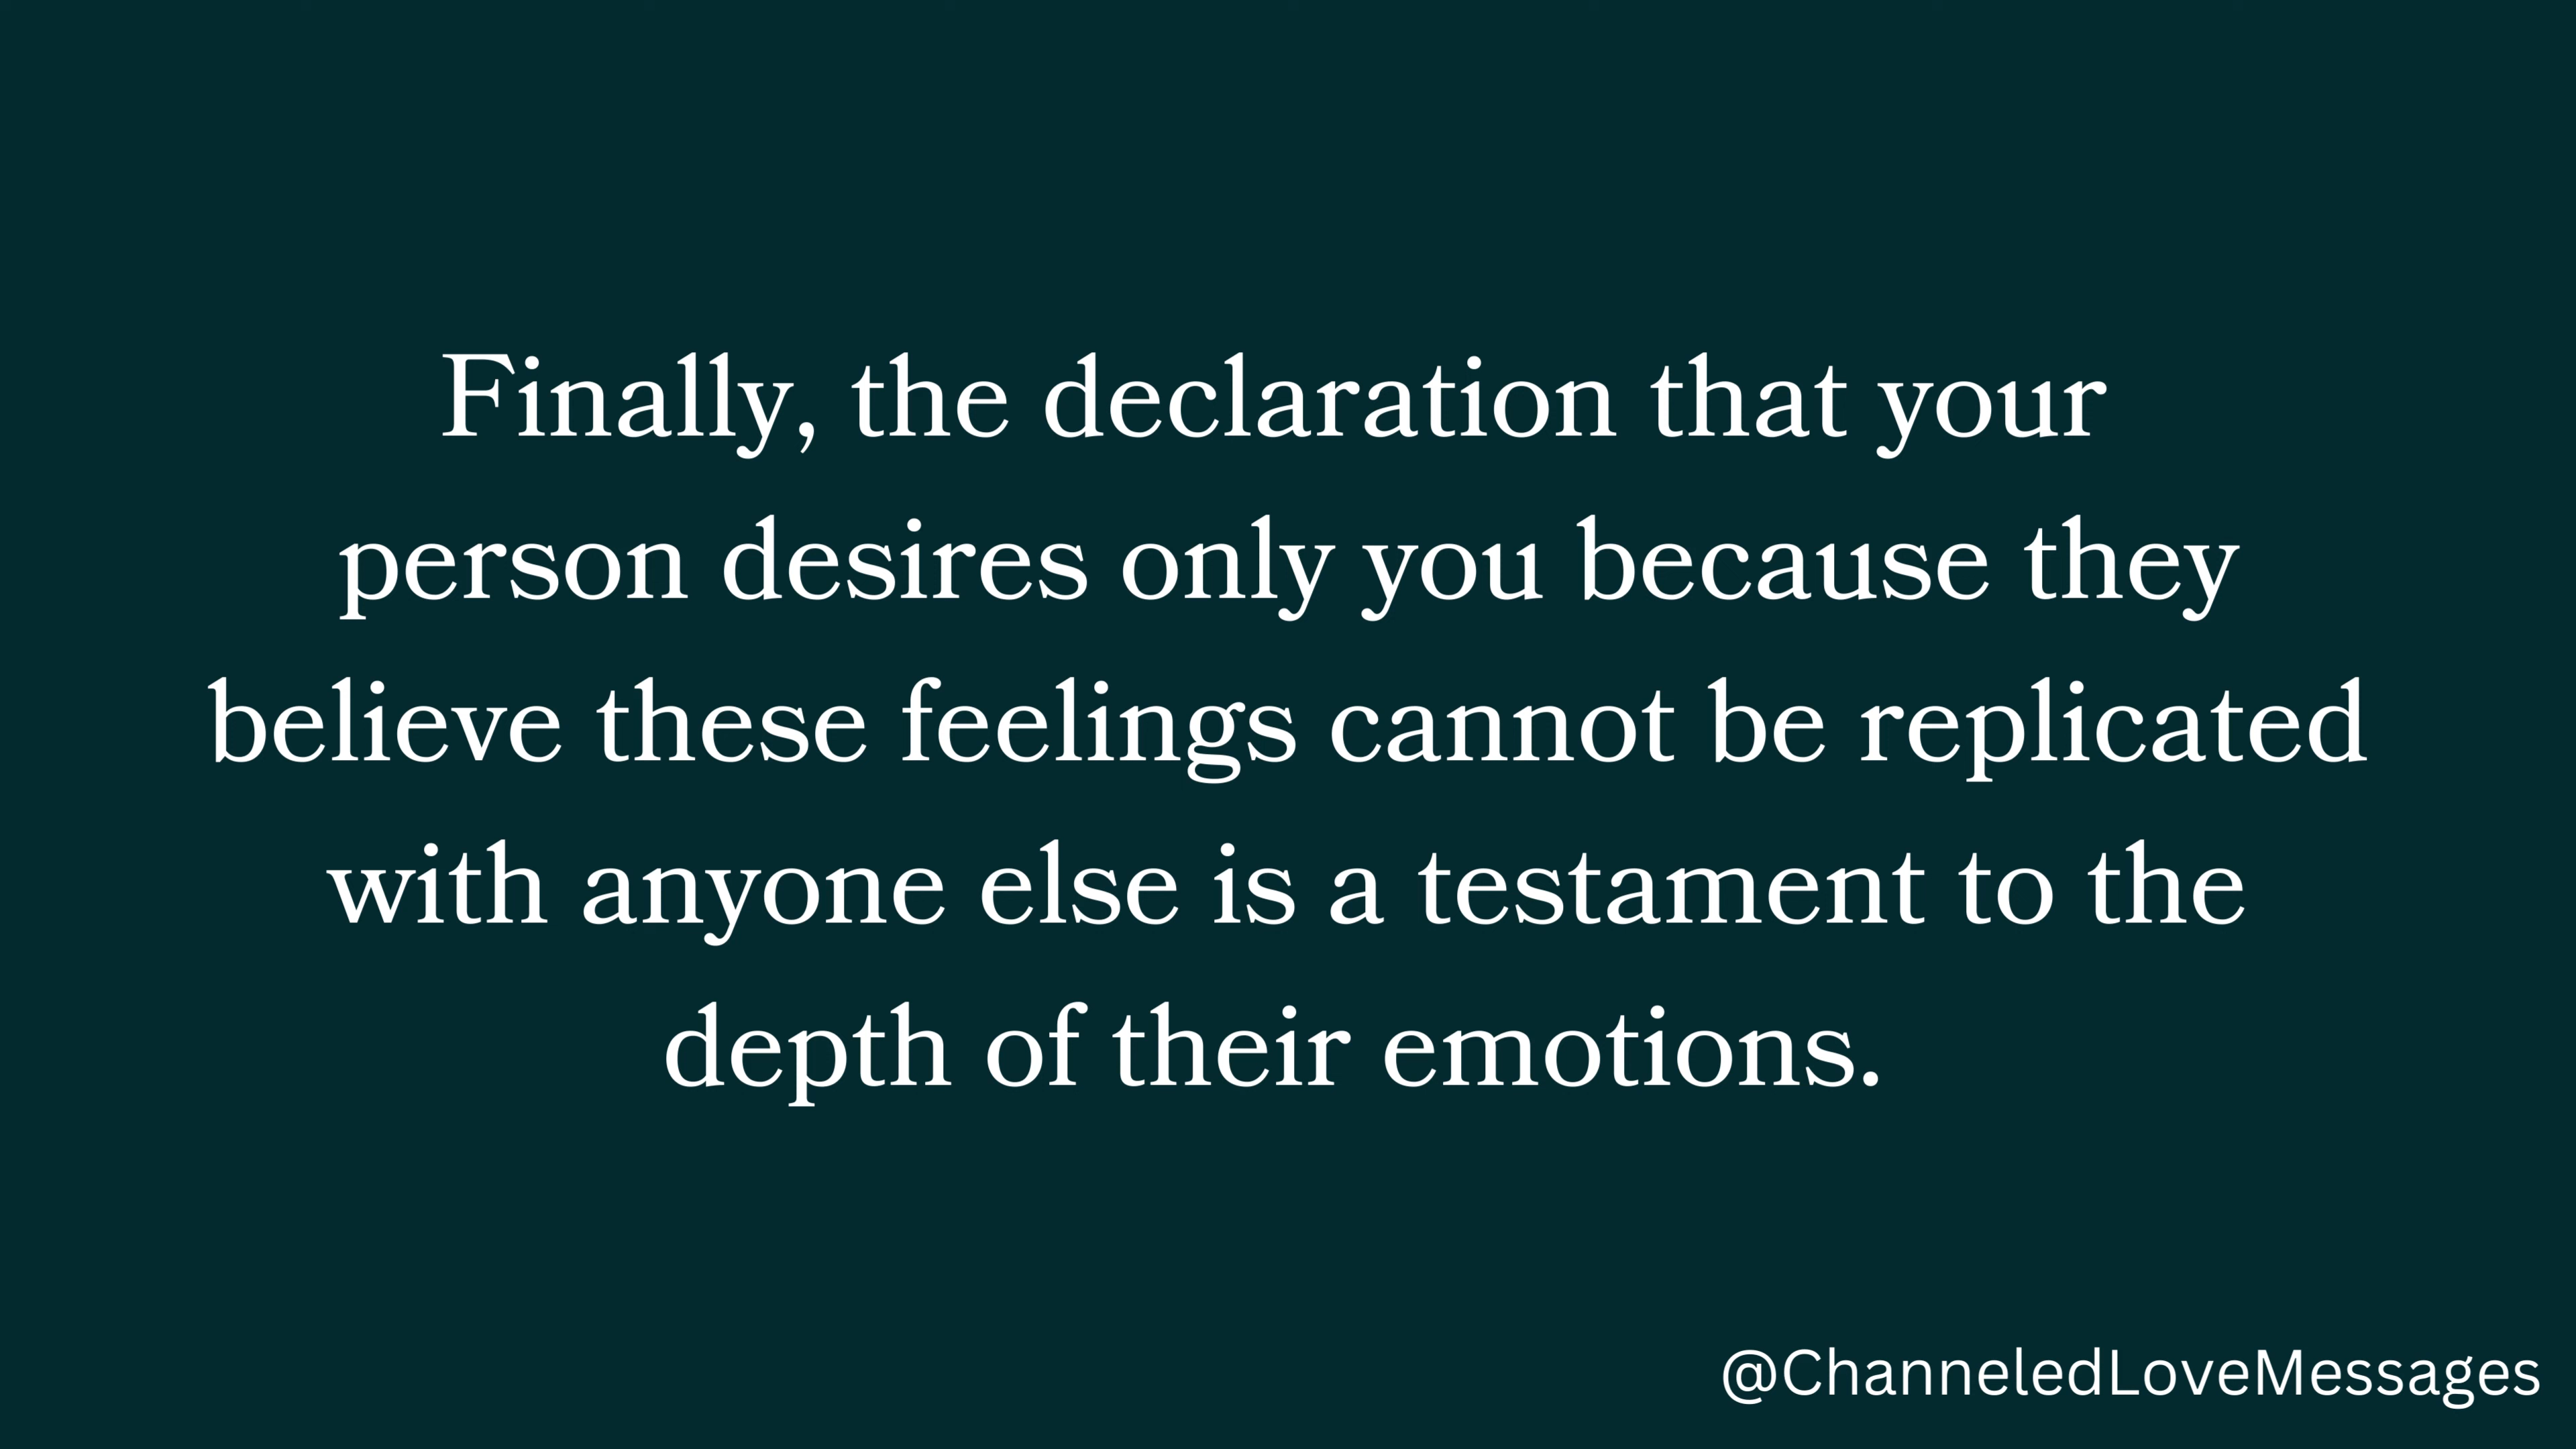 Finally, the declaration that your
person desires only you because they
believe these feelings cannot be replicated
with anyone else is a testament to the
depth of their emotions.
@ChanneledLoveMessages